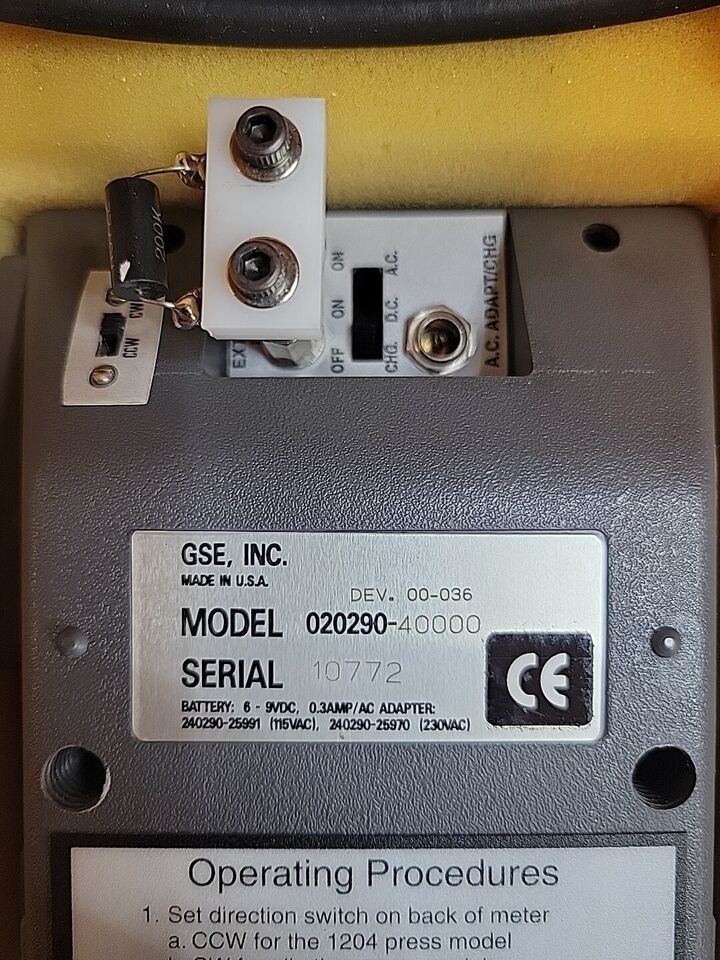 200K
CW
CCW
EXT
OFF ON ON
CHG. D.C. A.C.
A.C. ADAPT/CHG
GSE, INC.
MADE IN U.S.A.
DEV. 00-036
MODEL 020290-40000
SERIAL 10772
CE
BATTERY: 6 - 9VDC, 0.3AMP/AC ADAPTER:
240290-25991 (115VAC), 240290-25970 (230VAC)
Operating Procedures
1. Set direction switch on back of meter
a. CCW for the 1204 press model